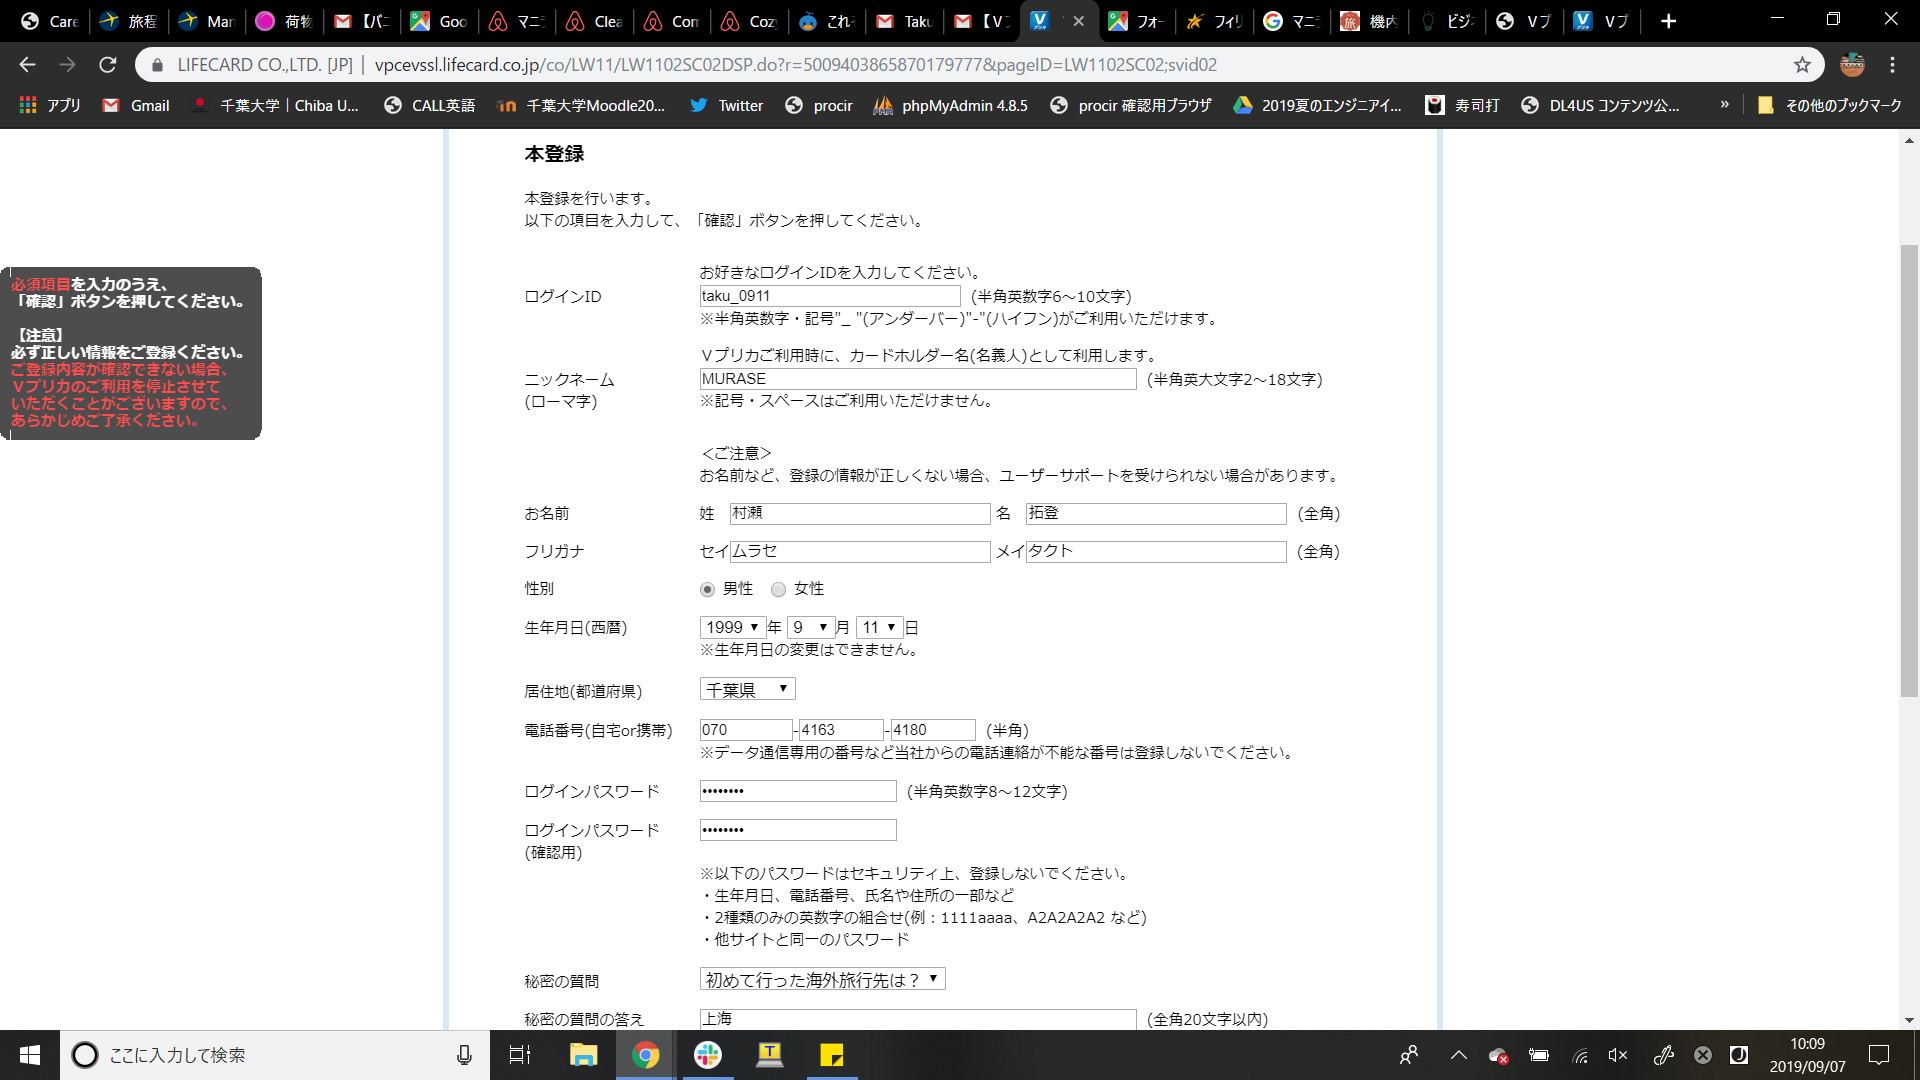 Care
旅程
Mar
荷物
【バニ
Goo
マニラ
Clea
Con
Cozy
これ
Taku
【V
フォー
フィリ
マニラ
機内
ビジ
Vプ
Vプ
LIFECARD CO.,LTD. [JP] | vpcevssl.lifecard.co.jp/co/LW11/LW1102SC02DSP.do?r=5009403865870179777&pageID=LW1102SC02;svid02
アプリ Gmail 千葉大学 | Chiba U... CALL英語 千葉大学Moodle20... Twitter procir phpMyAdmin 4.8.5 procir 確認用ブラウザ 2019夏のエンジニアイ... 寿司打 DL4US コンテンツ公... » その他のブックマーク
本登録
本登録を行います。
以下の項目を入力して、「確認」ボタンを押してください。
必須項目を入力のうえ、
「確認」ボタンを押してください。
【注意】
必ず正しい情報をご登録ください。
ご登録内容が確認できない場合、
Vプリカのご利用を停止させて
いただくことがございますので、
あらかじめご了承ください。
お好きなログインIDを入力してください。
ログインID taku_0911 (半角英数字6～10文字)
※半角英数字・記号"_ "(アンダーバー)"-"(ハイフン)がご利用いただけます。
Vプリカご利用時に、カードホルダー名(名義人)として利用します。
ニックネーム MURASE (半角英大文字2～18文字)
(ローマ字) ※記号・スペースはご利用いただけません。
＜ご注意＞
お名前など、登録の情報が正しくない場合、ユーザーサポートを受けられない場合があります。
お名前 姓 村瀬 名 拓登 (全角)
フリガナ セイ ムラセ メイ タクト (全角)
性別 男性 女性
生年月日(西暦) 1999 年 9 月 11 日
※生年月日の変更はできません。
居住地(都道府県) 千葉県
電話番号(自宅or携帯) 070 - 4163 - 4180 (半角)
※データ通信専用の番号など当社からの電話連絡が不能な番号は登録しないでください。
ログインパスワード •••••••• (半角英数字8～12文字)
ログインパスワード ••••••••
(確認用)
※以下のパスワードはセキュリティ上、登録しないでください。
・生年月日、電話番号、氏名や住所の一部など
・2種類のみの英数字の組合せ(例：1111aaaa、A2A2A2A2 など)
・他サイトと同一のパスワード
秘密の質問 初めて行った海外旅行先は？
秘密の質問の答え 上海 (全角20文字以内)
ここに入力して検索
10:09
2019/09/07